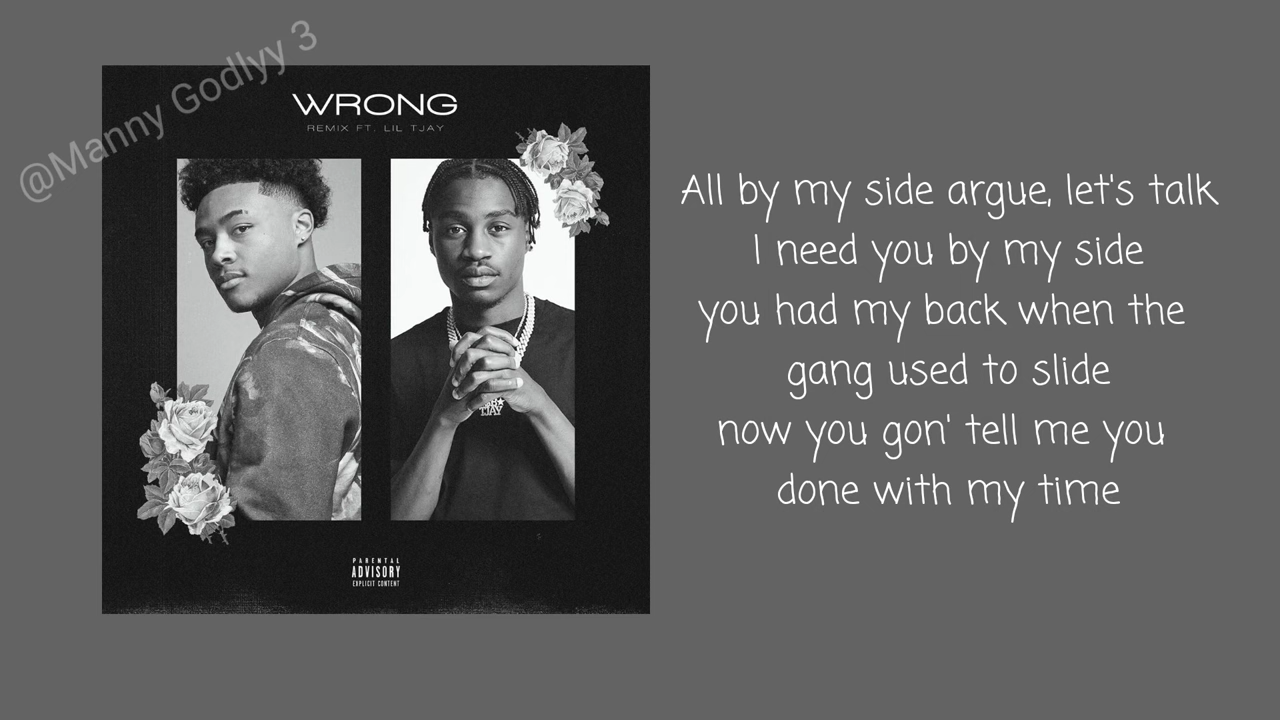 @Manny Godlyy 3
WRONG
REMIX FT. LIL TJAY
TJAY
PARENTAL
ADVISORY
EXPLICIT CONTENT
All by my side argue, let's talk
I need you by my side
you had my back when the
gang used to slide
now you gon' tell me you
done with my time